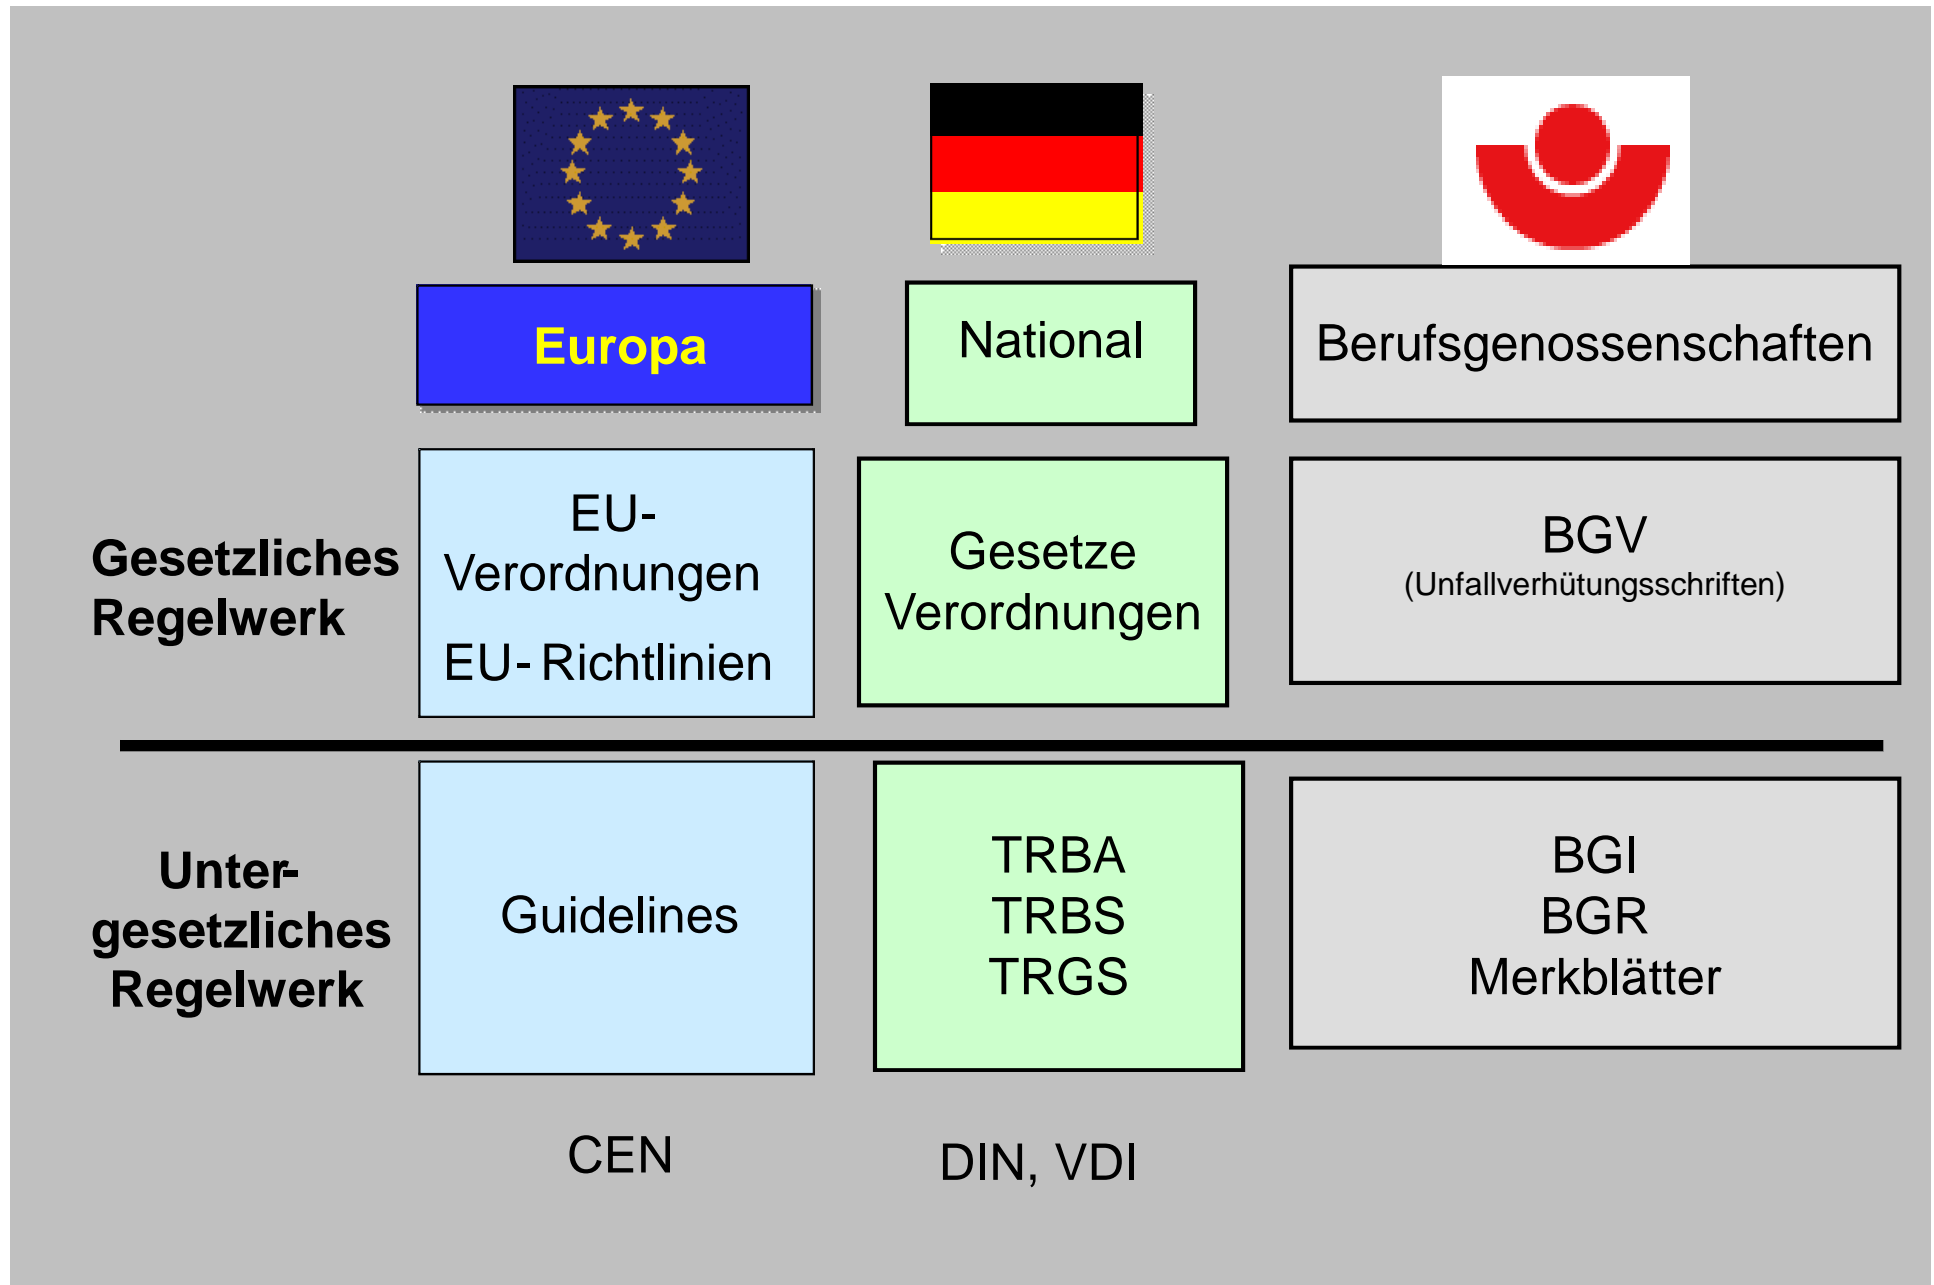 Europa
National
Berufsgenossenschaften
Gesetzliches
Regelwerk
EU-
Verordnungen
EU- Richtlinien
Gesetze
Verordnungen
BGV
(Unfallverhütungsschriften)
Unter-
gesetzliches
Regelwerk
Guidelines
TRBA
TRBS
TRGS
BGI
BGR
Merkblätter
CEN
DIN, VDI